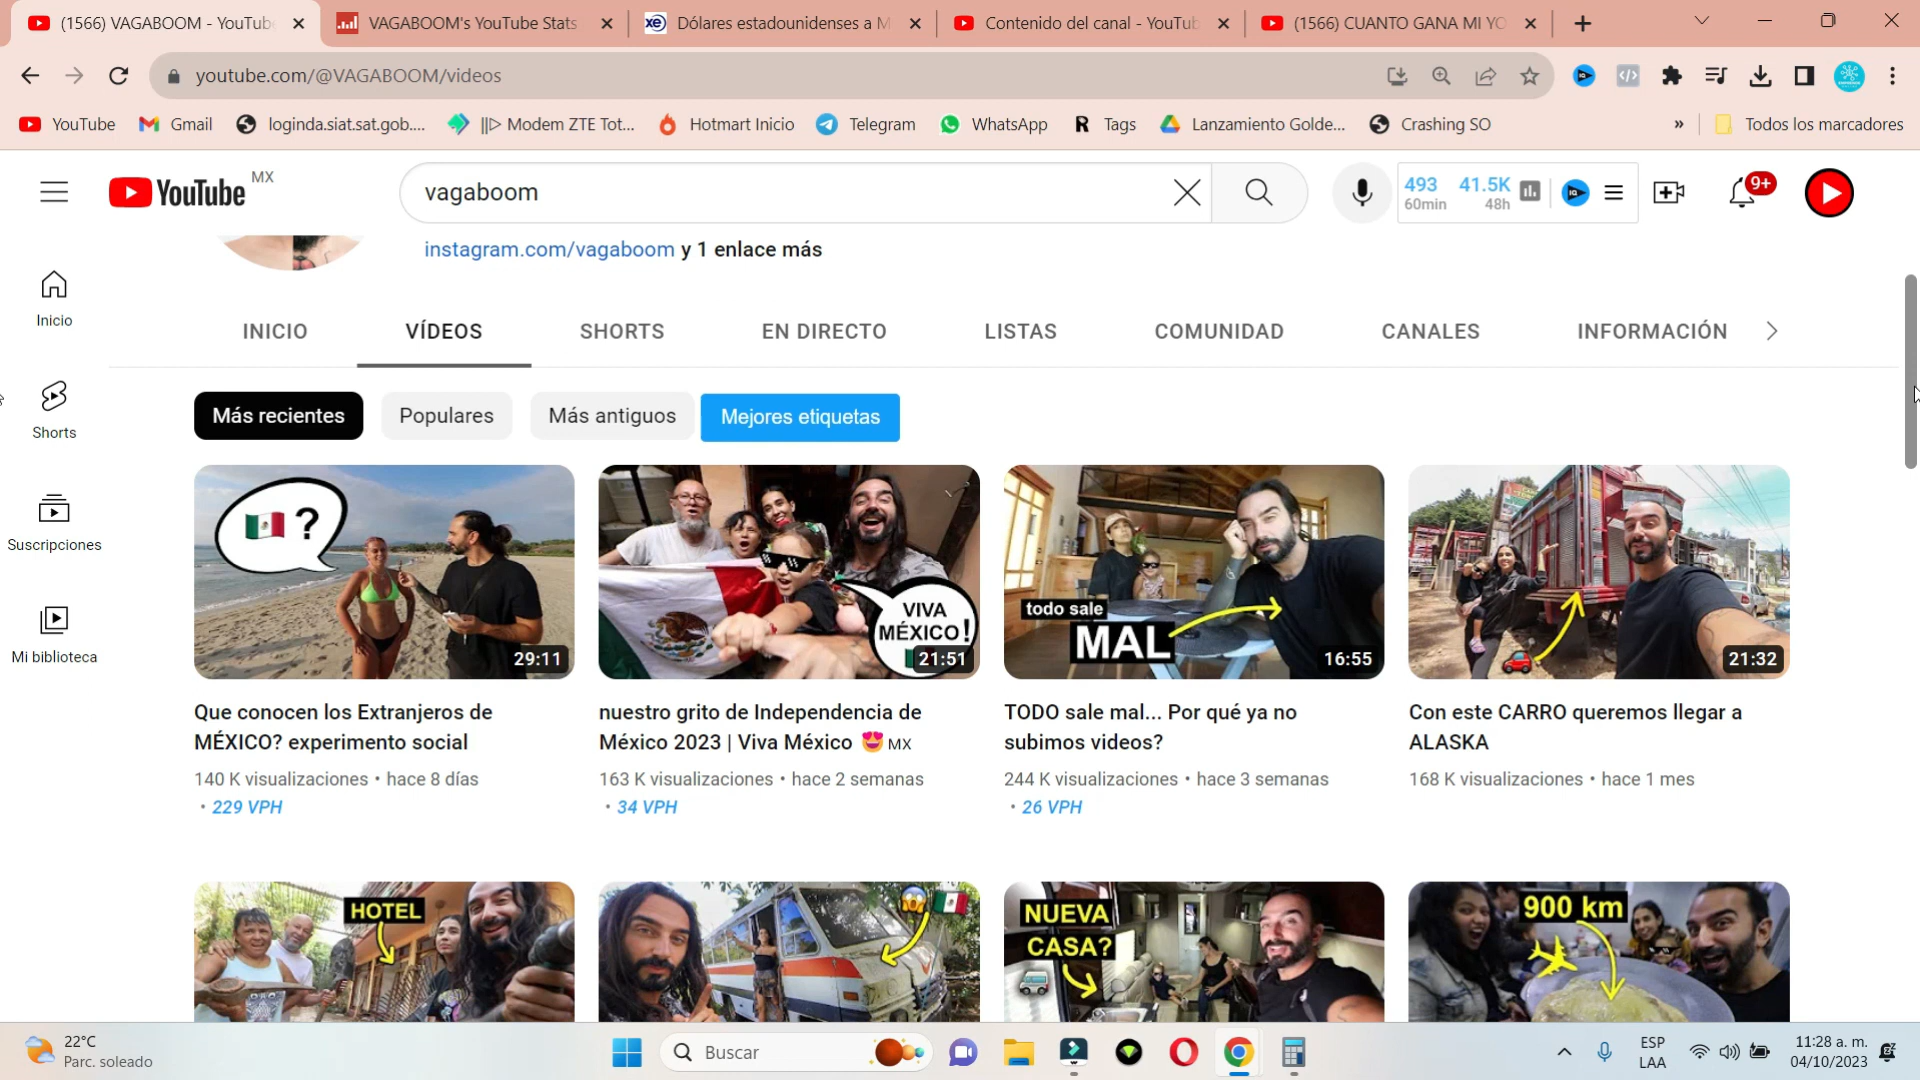 (1566) VAGABOOM - YouTub
VAGABOOM's YouTube Stats
Dólares estadounidenses a M
Contenido del canal - YouTub
(1566) CUANTO GANA MI YO
youtube.com/@VAGABOOM/videos
YouTube
Gmail
loginda.siat.sat.gob....
||▷ Modem ZTE Tot...
Hotmart Inicio
Telegram
WhatsApp
Tags
Lanzamiento Golde...
Crashing SO
»
Todos los marcadores
YouTube MX
vagaboom
493 60min
41.5K 48h
9+
instagram.com/vagaboom y 1 enlace más
Inicio
Shorts
Suscripciones
Mi biblioteca
INICIO
VÍDEOS
SHORTS
EN DIRECTO
LISTAS
COMUNIDAD
CANALES
INFORMACIÓN
Más recientes
Populares
Más antiguos
Mejores etiquetas
?
29:11
Que conocen los Extranjeros de
MÉXICO? experimento social
140 K visualizaciones • hace 8 días
• 229 VPH
VIVA
MÉXICO!
21:51
nuestro grito de Independencia de
México 2023 | Viva México 😍 MX
163 K visualizaciones • hace 2 semanas
• 34 VPH
todo sale
MAL
16:55
TODO sale mal... Por qué ya no
subimos videos?
244 K visualizaciones • hace 3 semanas
• 26 VPH
21:32
Con este CARRO queremos llegar a
ALASKA
168 K visualizaciones • hace 1 mes
HOTEL
NUEVA
CASA?
900 km
22°C
Parc. soleado
Buscar
ESP
LAA
11:28 a. m.
04/10/2023